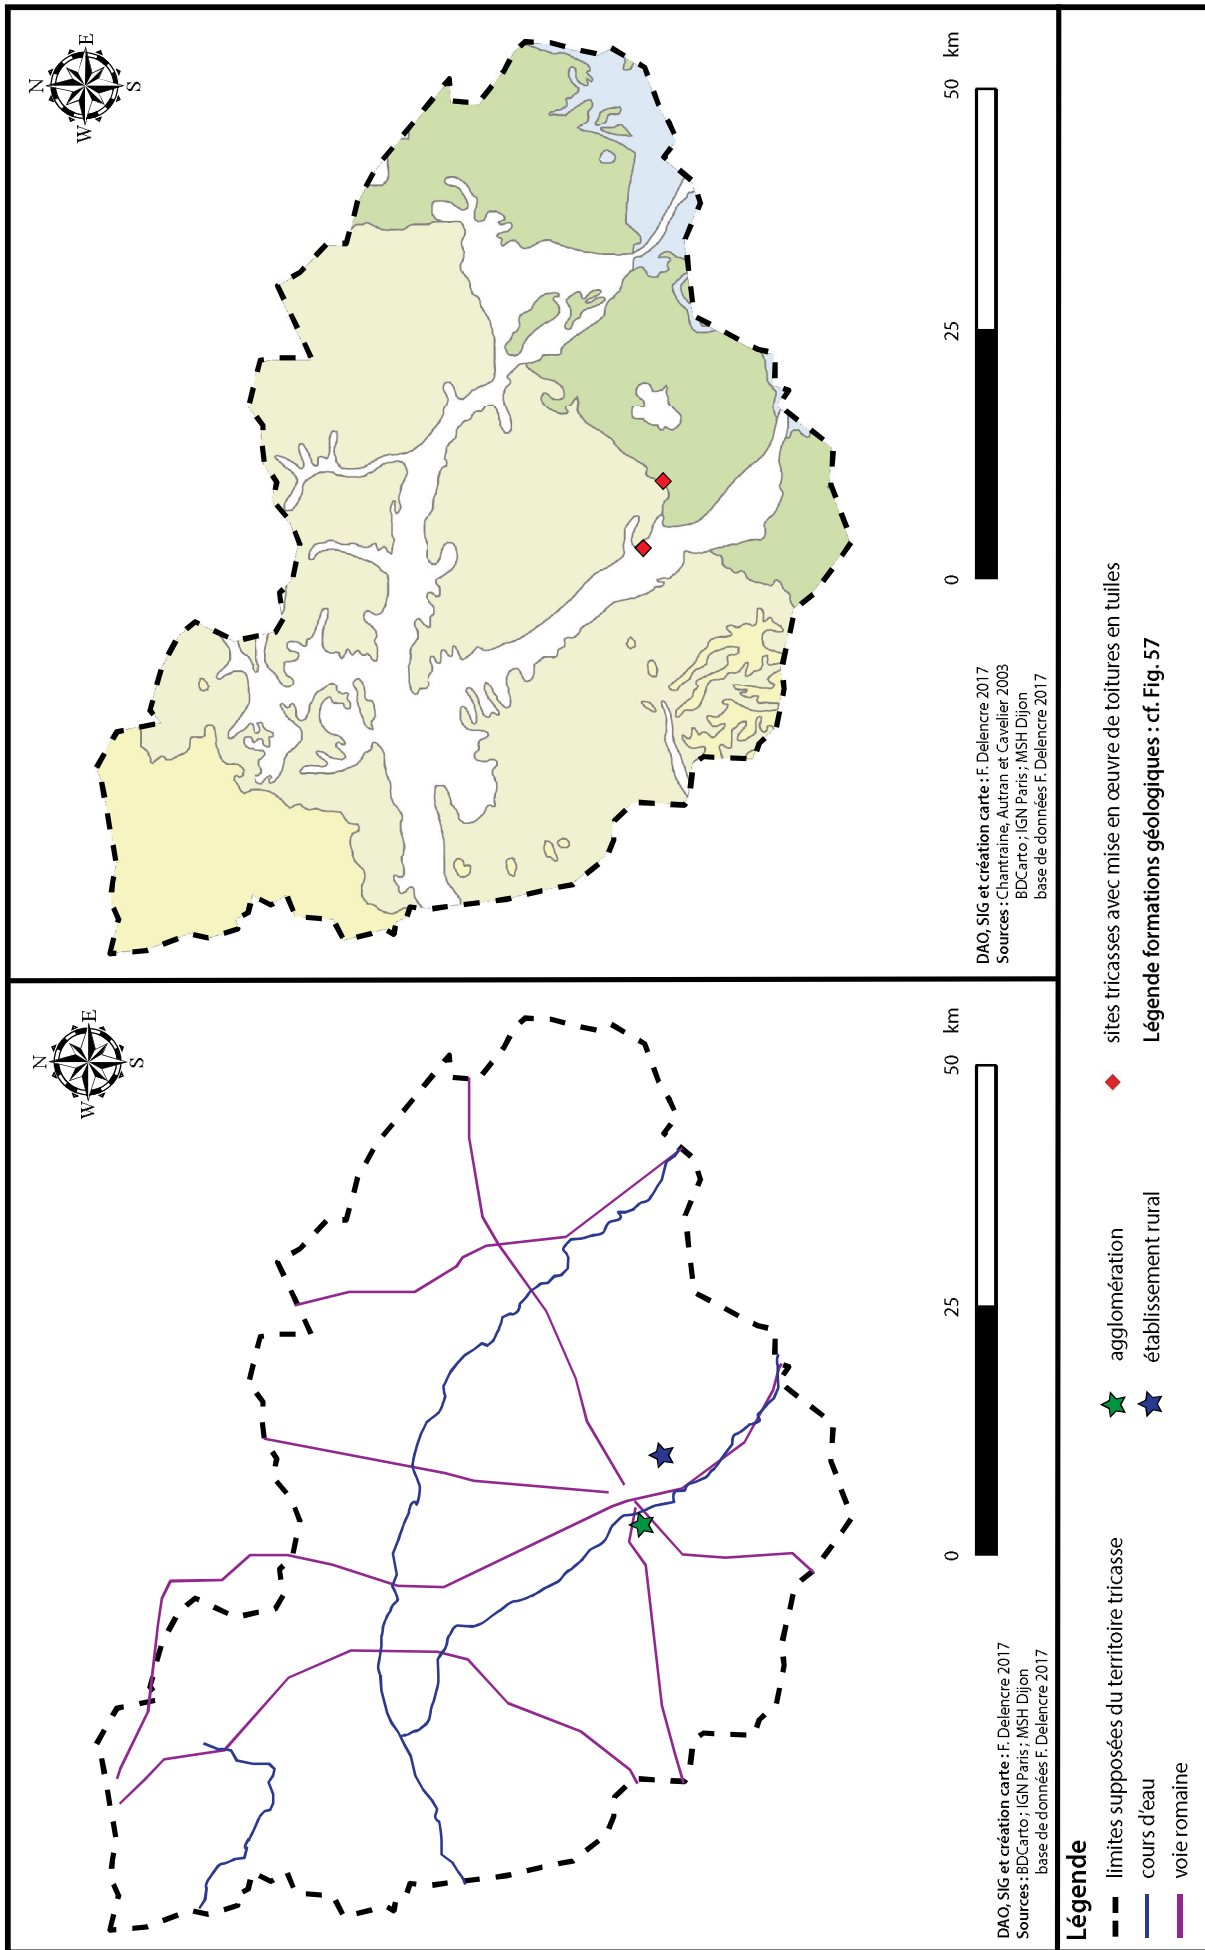 N
E
S
W
0 25 50 km
DAO, SIG et création carte : F. Delencre 2017
Sources : BDCarto ; IGN Paris ; MSH Dijon
base de données F. Delencre 2017
N
E
S
W
0 25 50 km
DAO, SIG et création carte : F. Delencre 2017
Sources : Chantraine, Autran et Cavelier 2003
BDCarto ; IGN Paris ; MSH Dijon
base de données F. Delencre 2017
Légende
limites supposées du territoire tricasse
cours d'eau
voie romaine
agglomération
établissement rural
sites tricasses avec mise en œuvre de toitures en tuiles
Légende formations géologiques : cf. Fig. 57